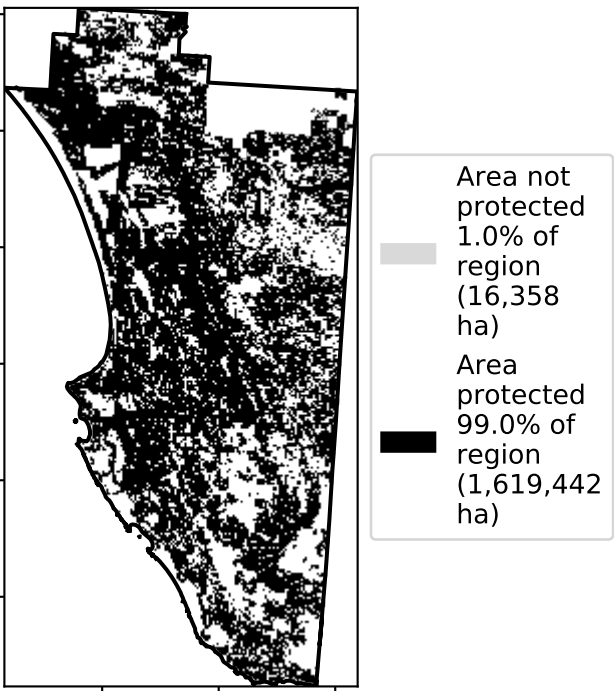 Area not
protected
1.0% of
region
(16,358
ha)
Area
protected
99.0% of
region
(1,619,442
ha)